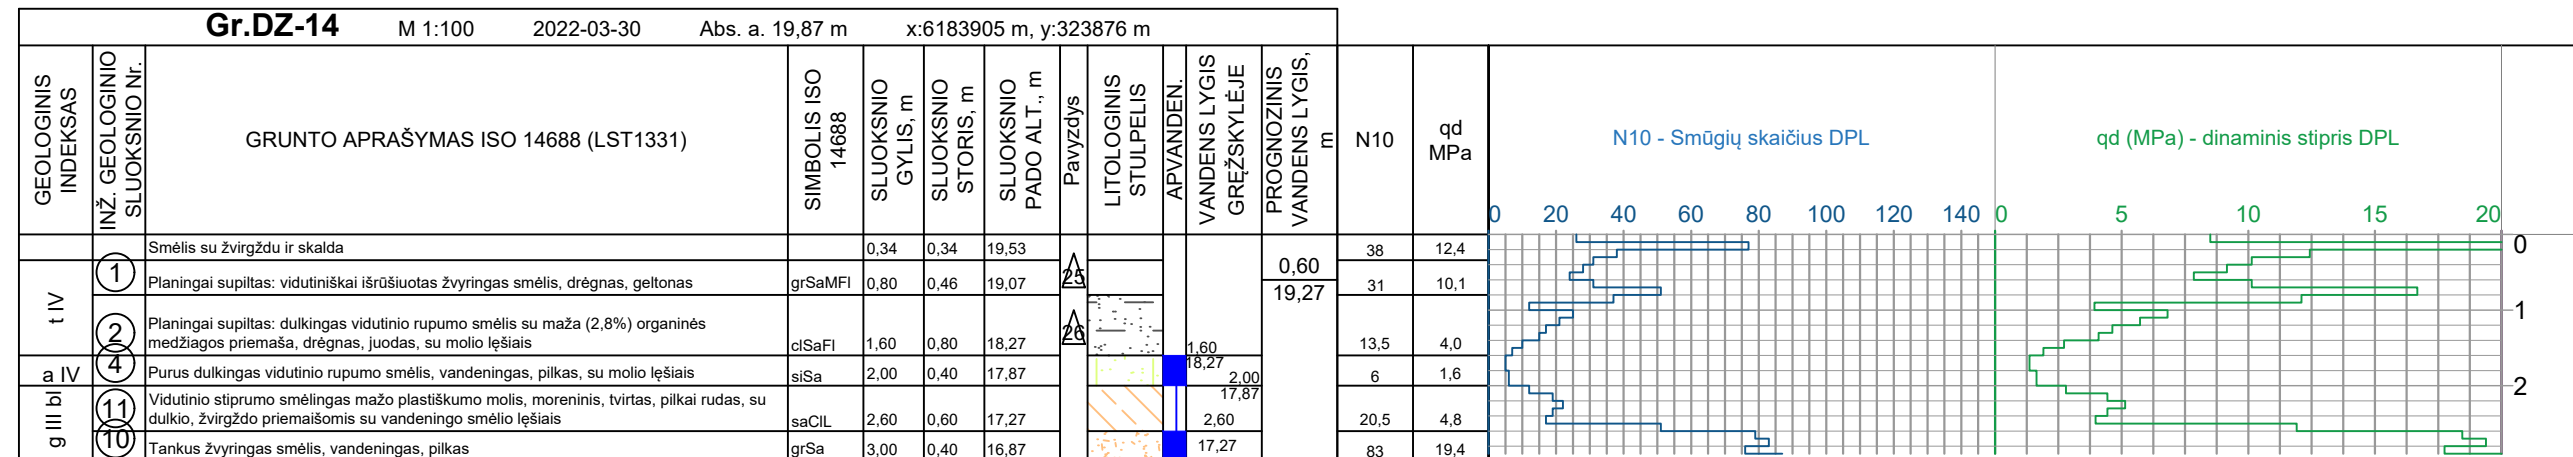 Gr.DZ-14 M 1:100 2022-03-30 Abs. a. 19,87 m x:6183905 m, y:323876 m
GEOLOGINIS
INDEKSAS
INŽ. GEOLOGINIO
SLUOKSNIO Nr.
GRUNTO APRAŠYMAS ISO 14688 (LST1331)
SIMBOLIS ISO
14688
SLUOKSNIO
GYLIS, m
SLUOKSNIO
STORIS, m
SLUOKSNIO
PADO ALT., m
Pavyzdys
LITOLOGINIS
STULPELIS
APVANDEN.
VANDENS LYGIS
GRĘŽSKYLĖJE
PROGNOZINIS
VANDENS LYGIS,
m
N10
qd
MPa
N10 - Smūgių skaičius DPL
qd (MPa) - dinaminis stipris DPL
0 20 40 60 80 100 120 140 0 5 10 15 20
Smėlis su žvirgždu ir skalda 0,34 0,34 19,53 38 12,4 0
t IV
1 Planingai supiltas: vidutiniškai išrūšiuotas žvyringas smėlis, drėgnas, geltonas grSaMFl 0,80 0,46 19,07 25 0,60 31 10,1
19,27
1
2 Planingai supiltas: dulkingas vidutinio rupumo smėlis su maža (2,8%) organinės
medžiagos priemaša, drėgnas, juodas, su molio lęšiais clSaFl 1,60 0,80 18,27 26 1,60 13,5 4,0
18,27
a IV 4 Purus dulkingas vidutinio rupumo smėlis, vandeningas, pilkas, su molio lęšiais siSa 2,00 0,40 17,87 2,00 6 1,6
17,87 2
g III bl
11 Vidutinio stiprumo smėlingas mažo plastiškumo molis, moreninis, tvirtas, pilkai rudas, su
dulkio, žvirgždo priemaišomis su vandeningo smėlio lęšiais saClL 2,60 0,60 17,27 2,60 20,5 4,8
17,27
10 Tankus žvyringas smėlis, vandeningas, pilkas grSa 3,00 0,40 16,87 83 19,4